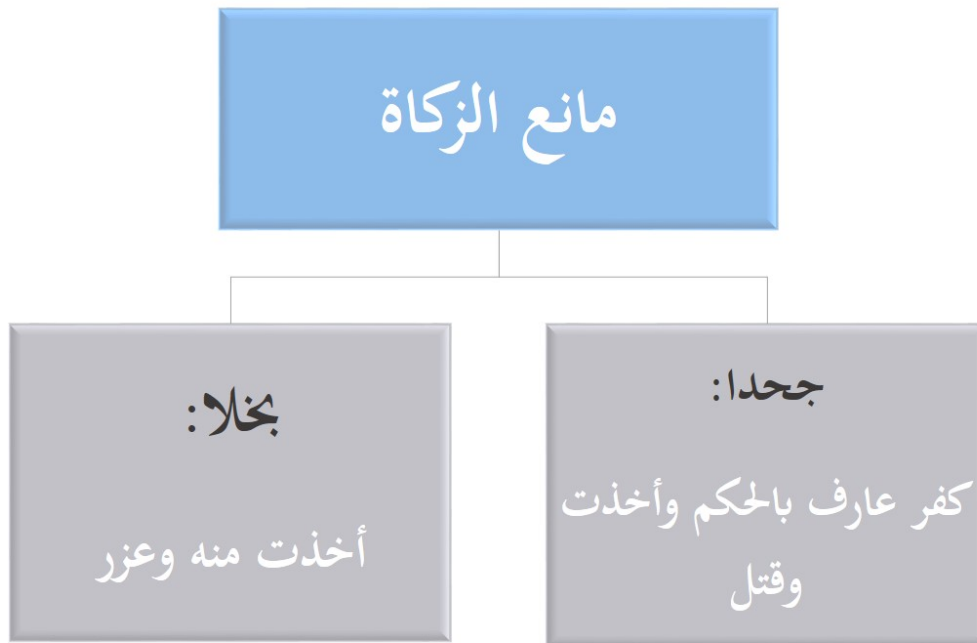 مانع الزكاة
جحدا:
كفر عارف بالحكم وأخذت
وقتل
بخلا:
أخذت منه وعزر